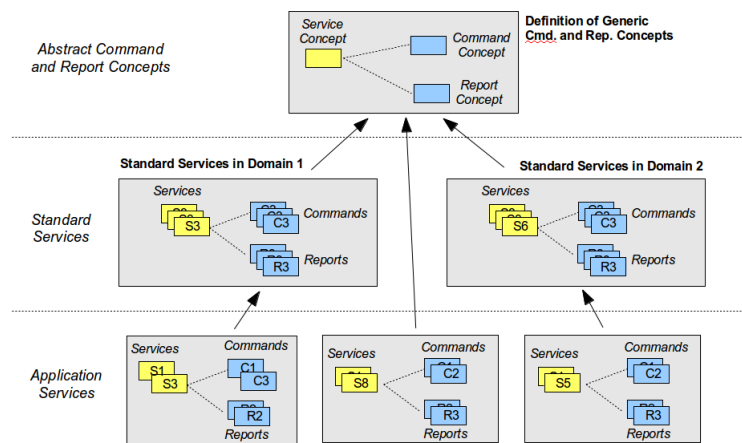 Abstract Command
and Report Concepts
Service
Concept
Command
Concept
Report
Concept
Definition of Generic
Cmd. and Rep. Concepts
Standard
Services
Standard Services in Domain 1
Services
S3
C3
Commands
R3
Reports
Standard Services in Domain 2
Services
S6
C3
Commands
R3
Reports
Application
Services
Services
S1
S3
Commands
C1
C3
R2
Reports
Services
S8
Commands
C2
R3
Reports
Services
S5
Commands
C2
R3
Reports